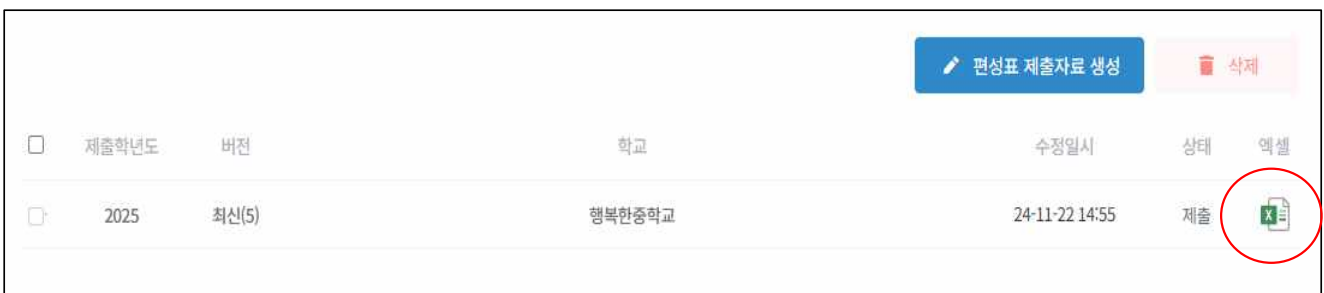 편성표 제출자료 생성 삭제
제출학년도 버전 학교 수정일시 상태 엑셀
2025 최신(5) 행복한중학교 24-11-22 14:55 제출